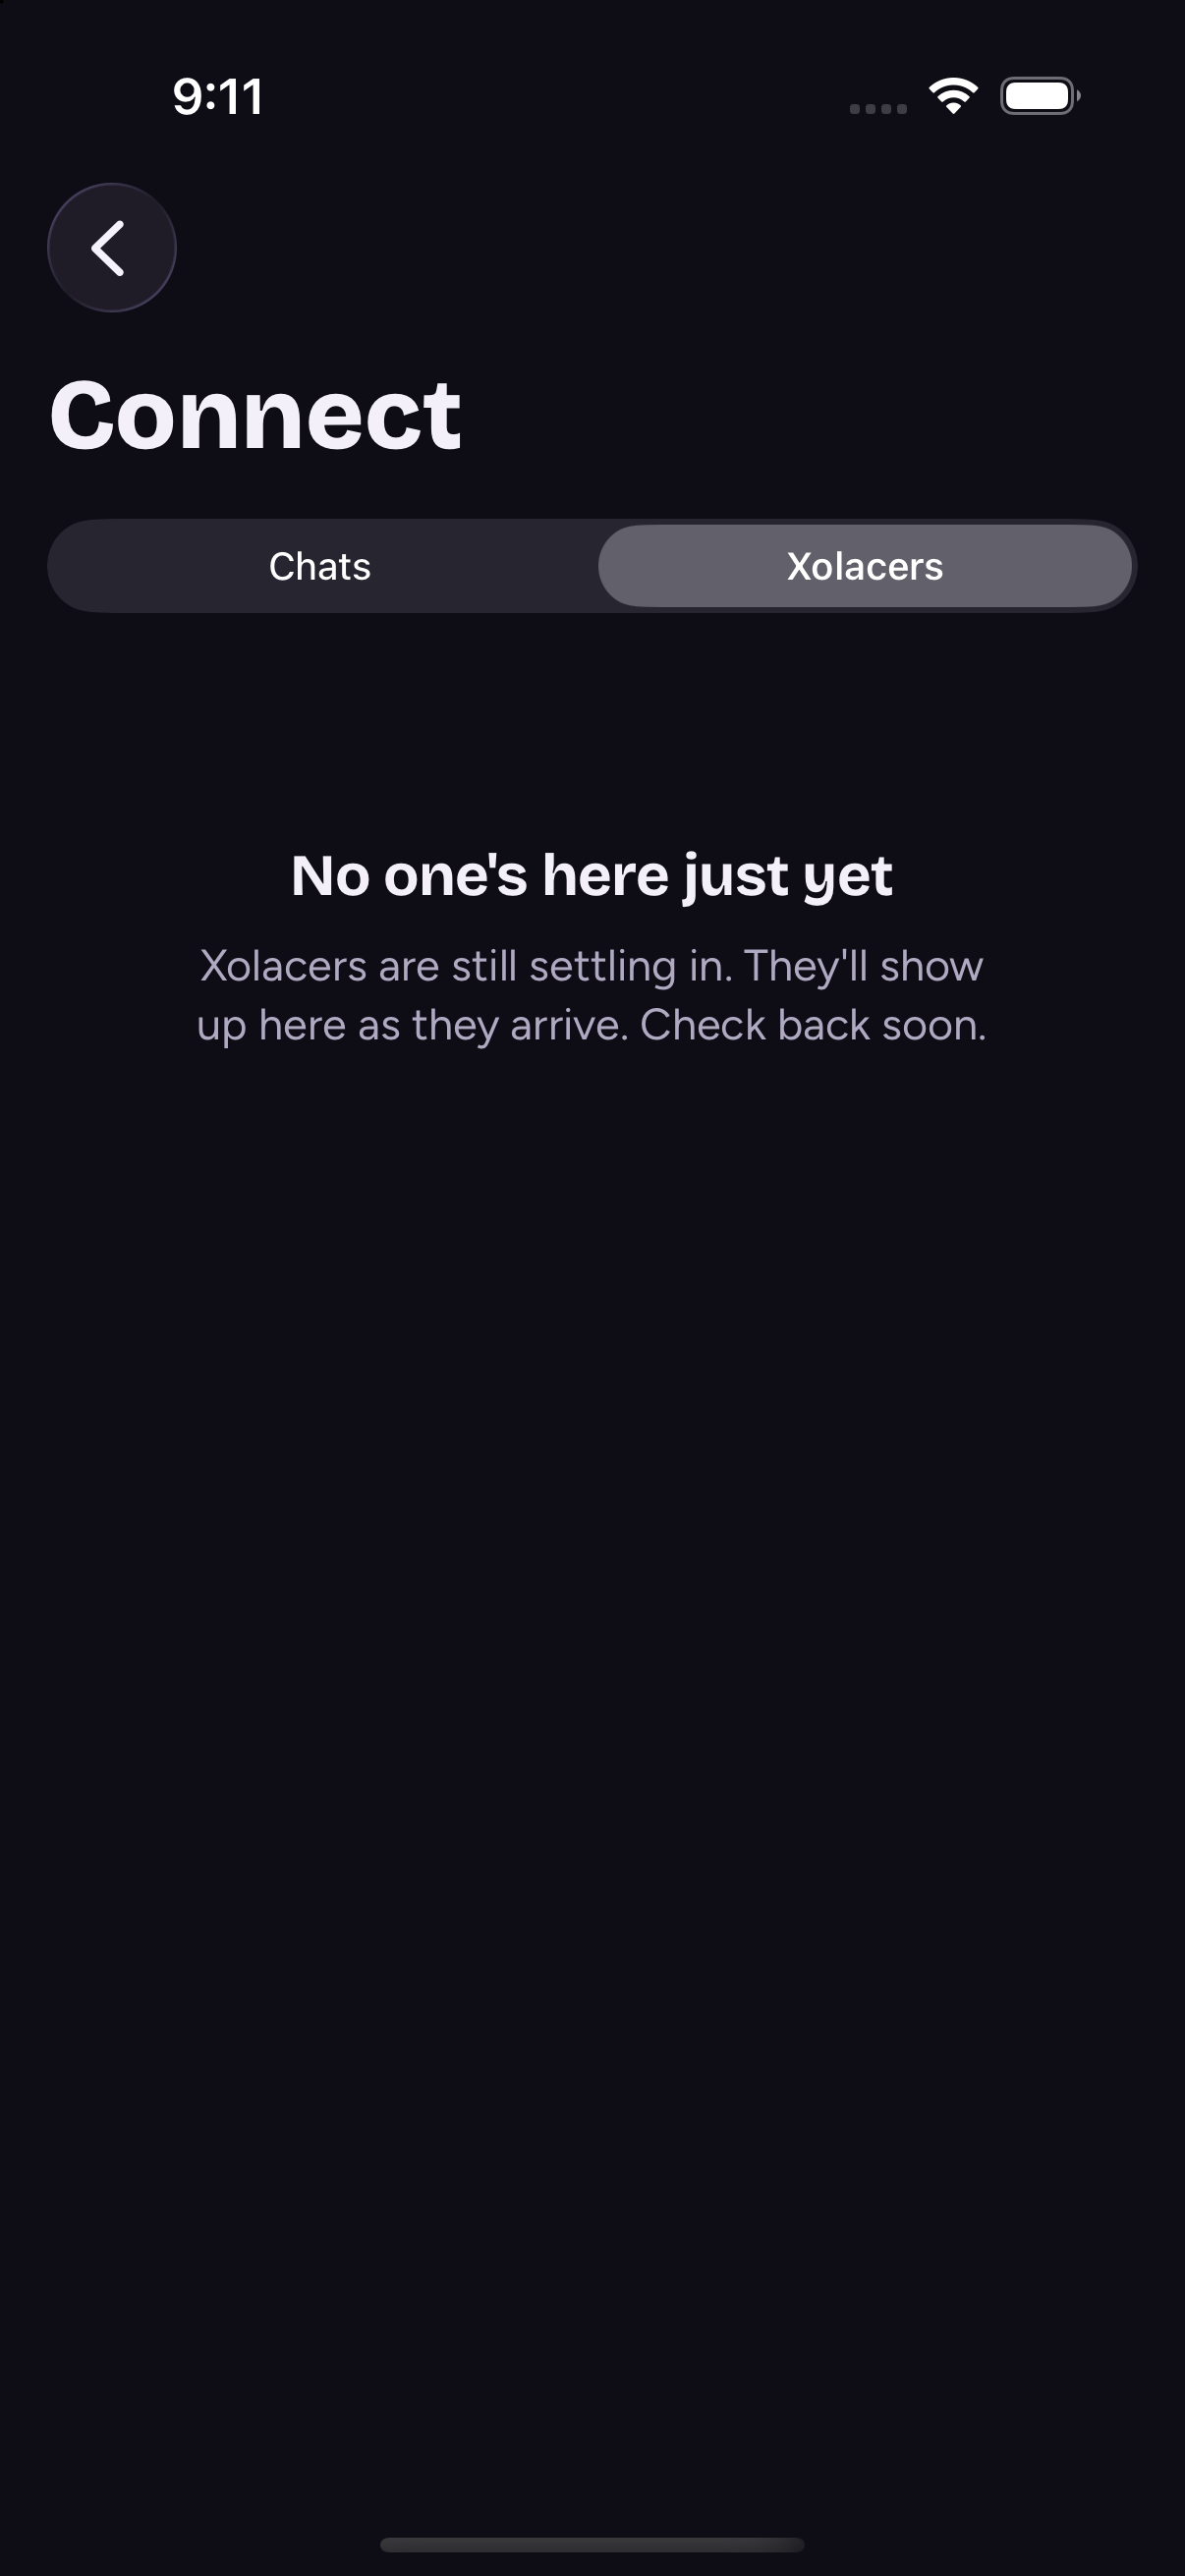 9:11
Connect
Chats
Xolacers
No one's here just yet
Xolacers are still settling in. They'll show
up here as they arrive. Check back soon.